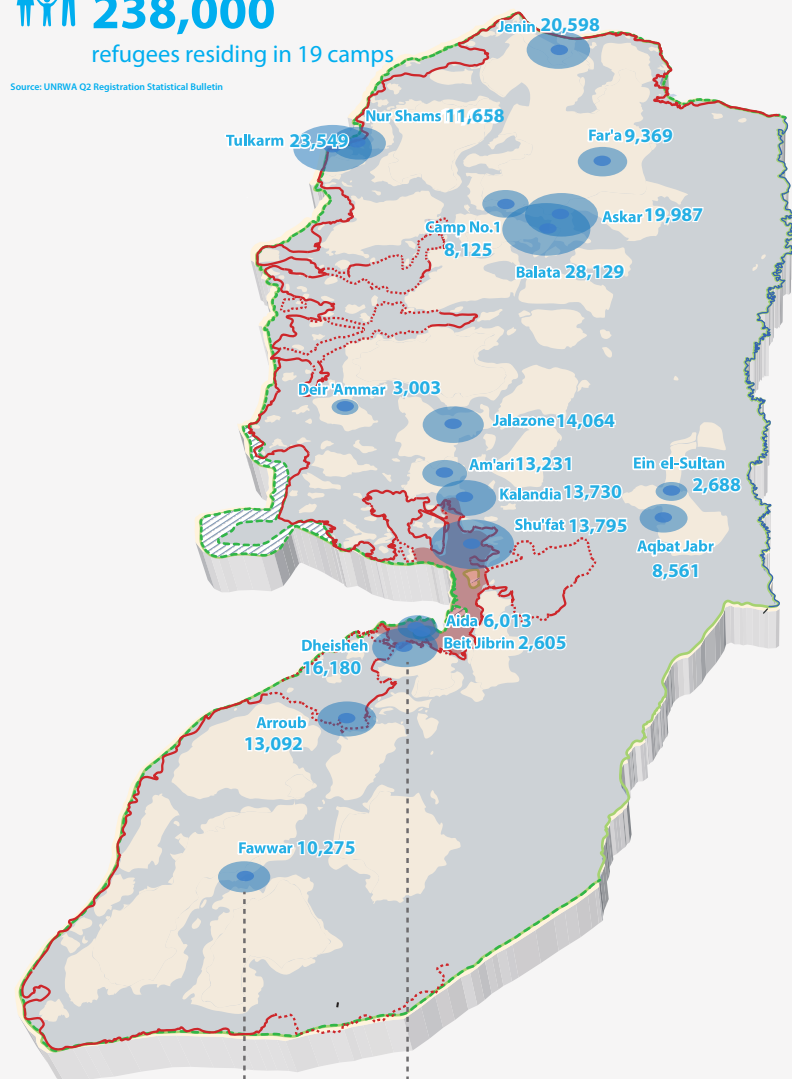 238,000
refugees residing in 19 camps
Source: UNRWA Q2 Registration Statistical Bulletin
Jenin 20,598
Nur Shams 11,658
Tulkarm 23,549
Far'a 9,369
Askar 19,987
Camp No.1
8,125
Balata 28,129
Deir 'Ammar 3,003
Jalazone 14,064
Am'ari 13,231
Ein el-Sultan
2,688
Kalandia 13,730
Shu'fat 13,795
Aqbat Jabr
8,561
Aida 6,013
Beit Jibrin 2,605
Dheisheh
16,180
Arroub
13,092
Fawwar 10,275